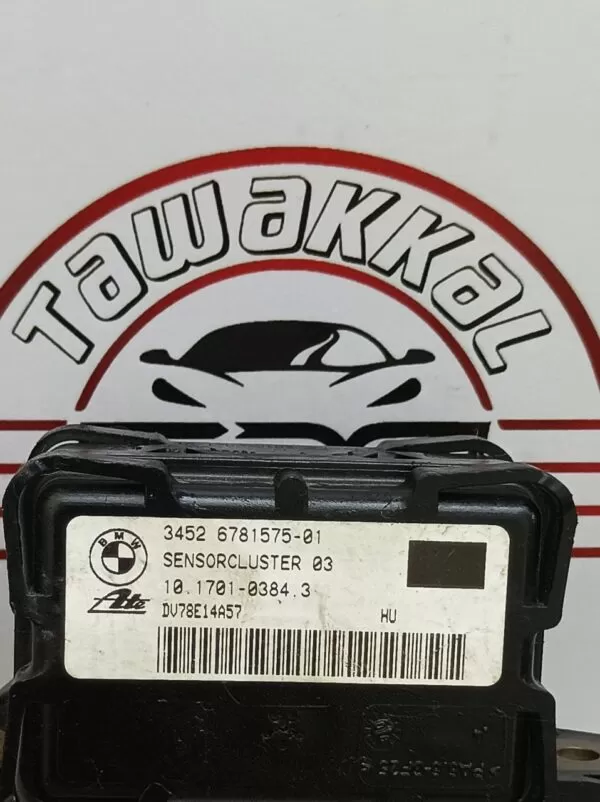 TAWAKKAL
BMW
3452 6781575-01
SENSORCLUSTER 03
10.1701-0384.3
Ate
DV78E14A57 HU